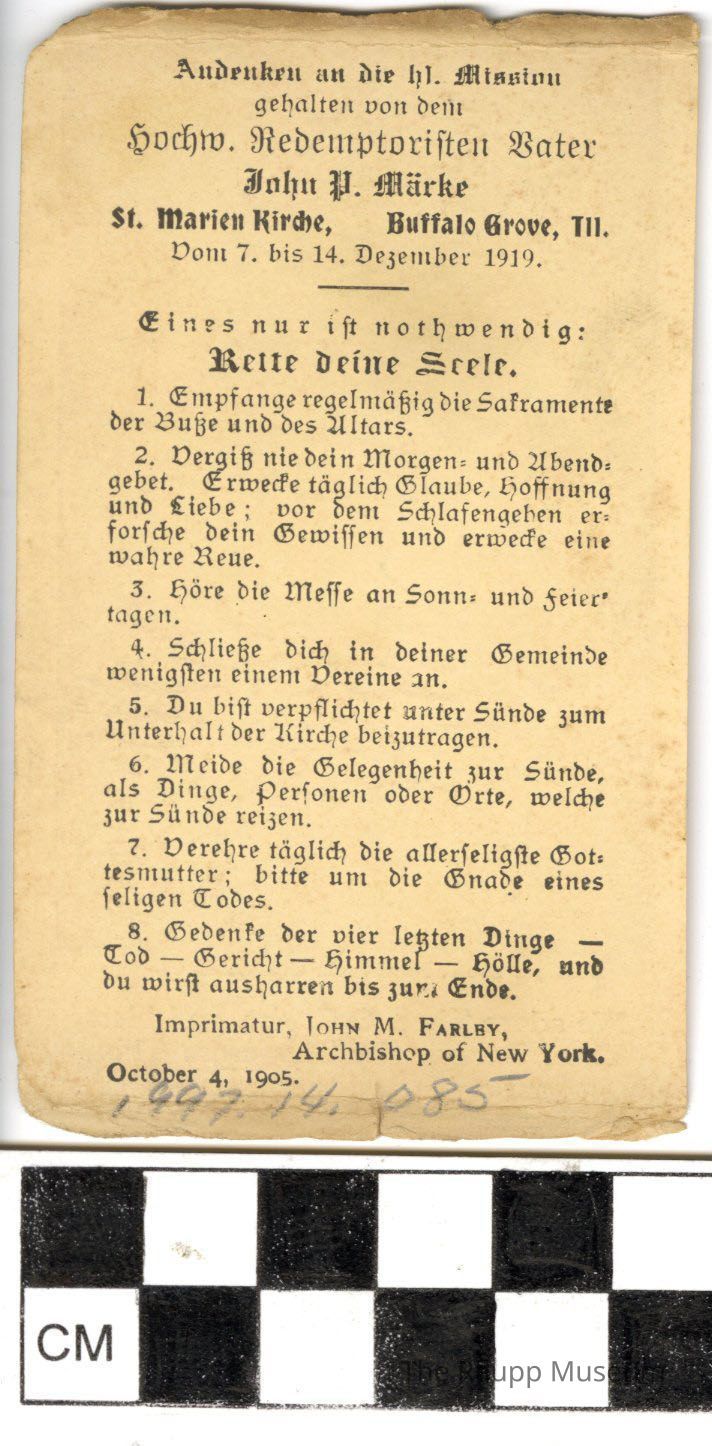 Andenken an die hl. Mission
gehalten von dem
Hochw. Redemptoristen Vater
John P. Märke
St. Marien Kirche, Buffalo Grove, Ill.
Vom 7. bis 14. Dezember 1919.
Eines nur ist nothwendig:
Rette deine Seele.
1. Empfange regelmäßig die Sakramente
der Buße und des Altars.
2. Vergiß nie dein Morgen- und Abend-
gebet. Erwecke täglich Glaube, Hoffnung
und Liebe; vor dem Schlafengehen er-
forsche dein Gewissen und erwecke eine
wahre Reue.
3. Höre die Messe an Sonn- und Feier-
tagen.
4. Schließe dich in deiner Gemeinde
wenigsten einem Vereine an.
5. Du bist verpflichtet unter Sünde zum
Unterhalt der Kirche beizutragen.
6. Meide die Gelegenheit zur Sünde,
als Dinge, Personen oder Orte, welche
zur Sünde reizen.
7. Verehre täglich die allerseligste Got-
tesmutter; bitte um die Gnade eines
seligen Todes.
8. Gedenke der vier letzten Dinge —
Tod — Gericht — Himmel — Hölle, und
du wirst ausharren bis zum Ende.
Imprimatur, JOHN M. FARLEY,
Archbishop of New York.
October 4, 1905.
1997.14.085
CM
The Raupp Museum